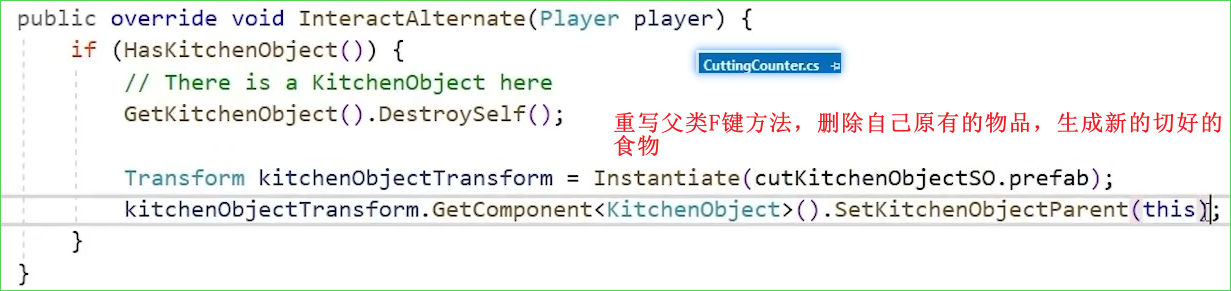 public override void InteractAlternate(Player player) {
if (HasKitchenObject()) {
CuttingCounter.cs
// There is a KitchenObject here
GetKitchenObject().DestroySelf();
重写父类F键方法，删除自己原有的物品，生成新的切好的
食物
Transform kitchenObjectTransform = Instantiate(cutKitchenObjectSO.prefab);
kitchenObjectTransform.GetComponent<KitchenObject>().SetKitchenObjectParent(this);
}
}